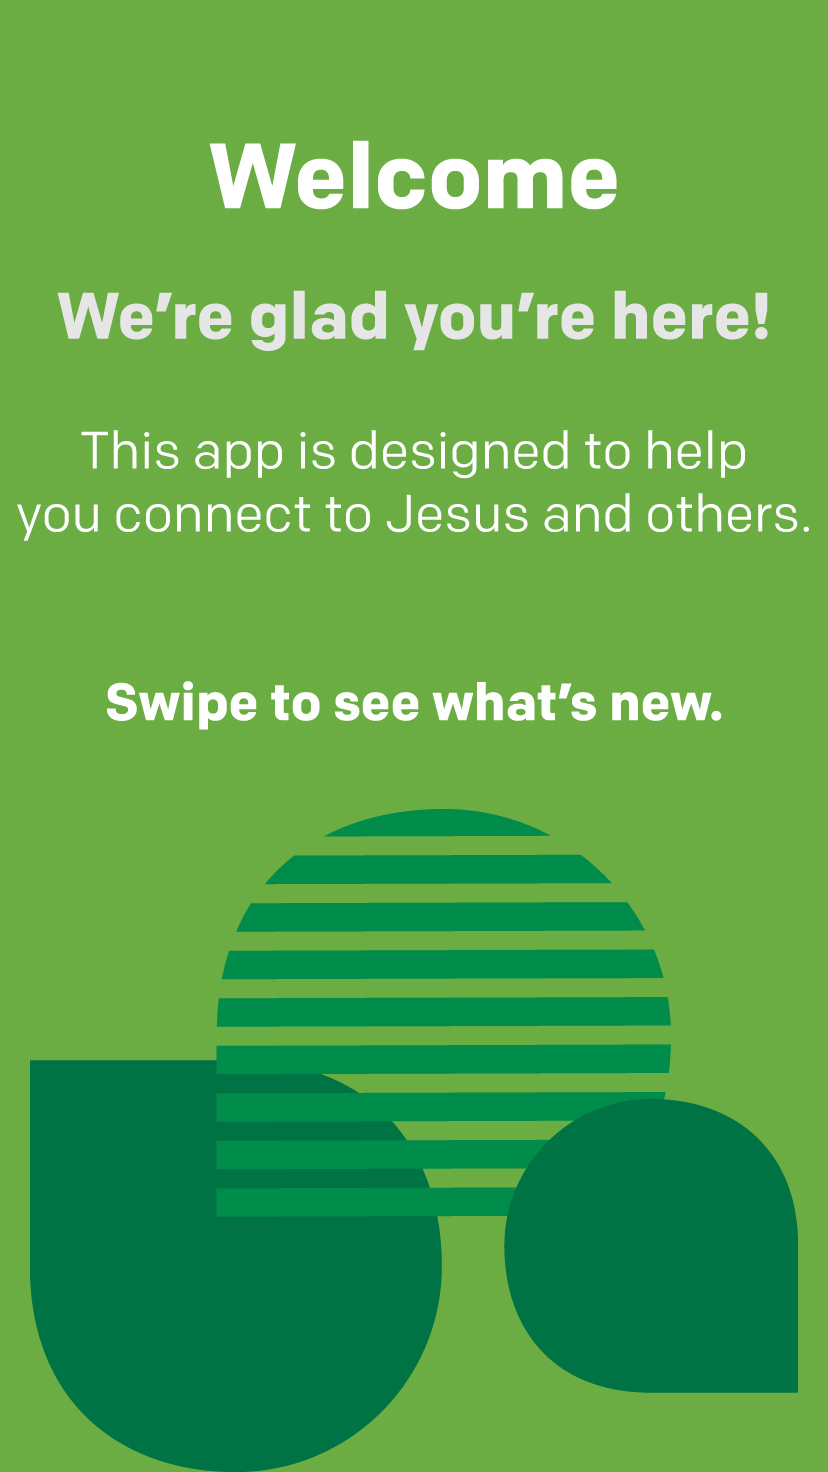 Welcome
We’re glad you’re here!
This app is designed to help
you connect to Jesus and others.
Swipe to see what’s new.